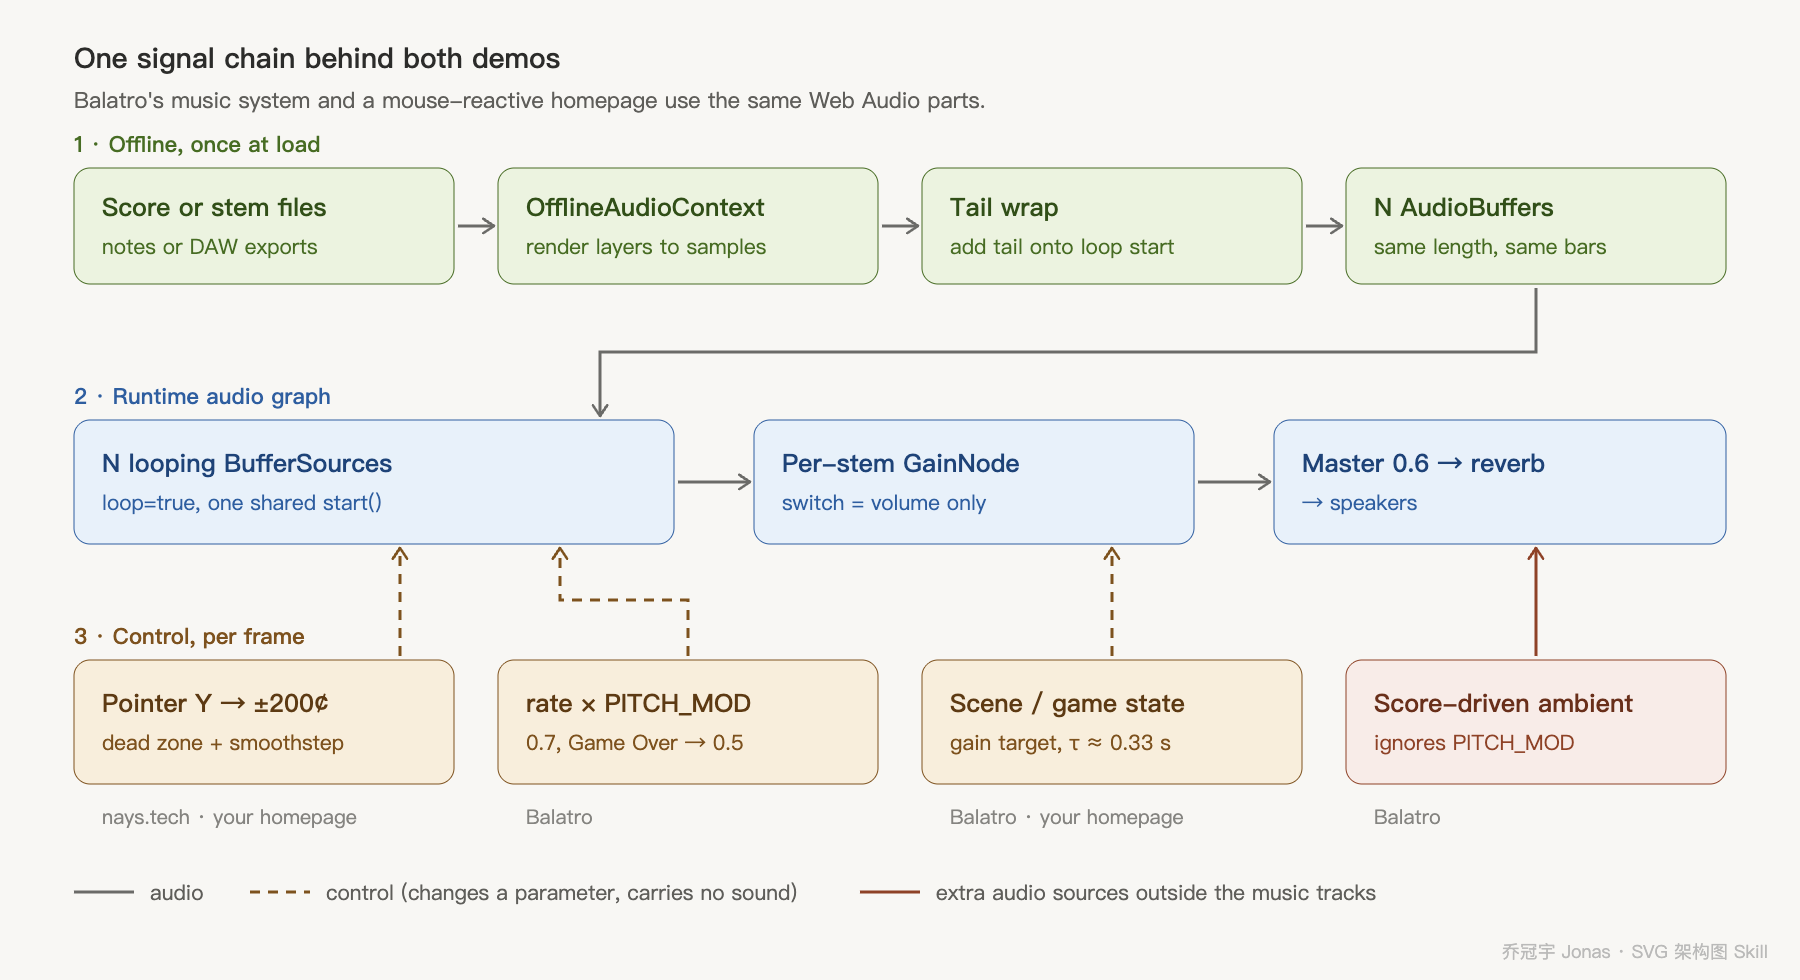 One signal chain behind both demos
Balatro's music system and a mouse–reactive homepage use the same Web Audio parts.
1 · Offline, once at load
Score or stem files
notes or DAW exports
OfflineAudioContext
render layers to samples
Tail wrap
add tail onto loop start
N AudioBuffers
same length, same bars
2 · Runtime audio graph
N looping BufferSources
loop=true, one shared start()
Per–stem GainNode
switch = volume only
Master 0.6 → reverb
→ speakers
3 · Control, per frame
Pointer Y → ±200¢
dead zone + smoothstep
nays.tech · your homepage
rate × PITCH_MOD
0.7, Game Over → 0.5
Balatro
Scene / game state
gain target, τ ≈ 0.33 s
Balatro · your homepage
Score–driven ambient
ignores PITCH_MOD
Balatro
audio
control (changes a parameter, carries no sound)
extra audio sources outside the music tracks
乔冠宇 Jonas · SVG 架构图 Skill